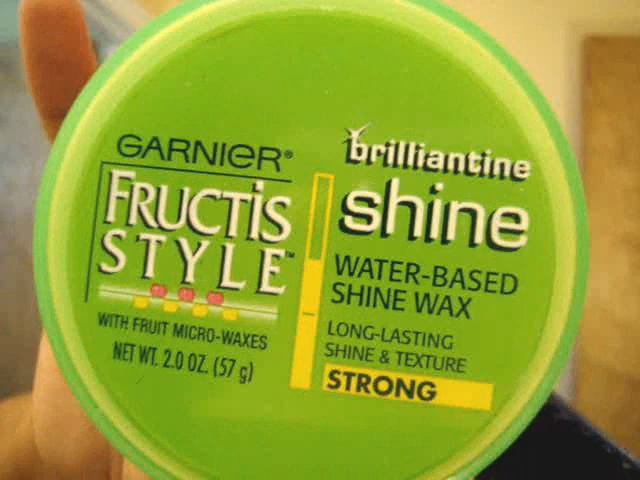 GARNIER®
FRUCTIS
STYLE™
WITH FRUIT MICRO-WAXES
NET WT. 2.0 OZ. (57 g)
brilliantine
shine
WATER-BASED
SHINE WAX
LONG-LASTING
SHINE & TEXTURE
STRONG